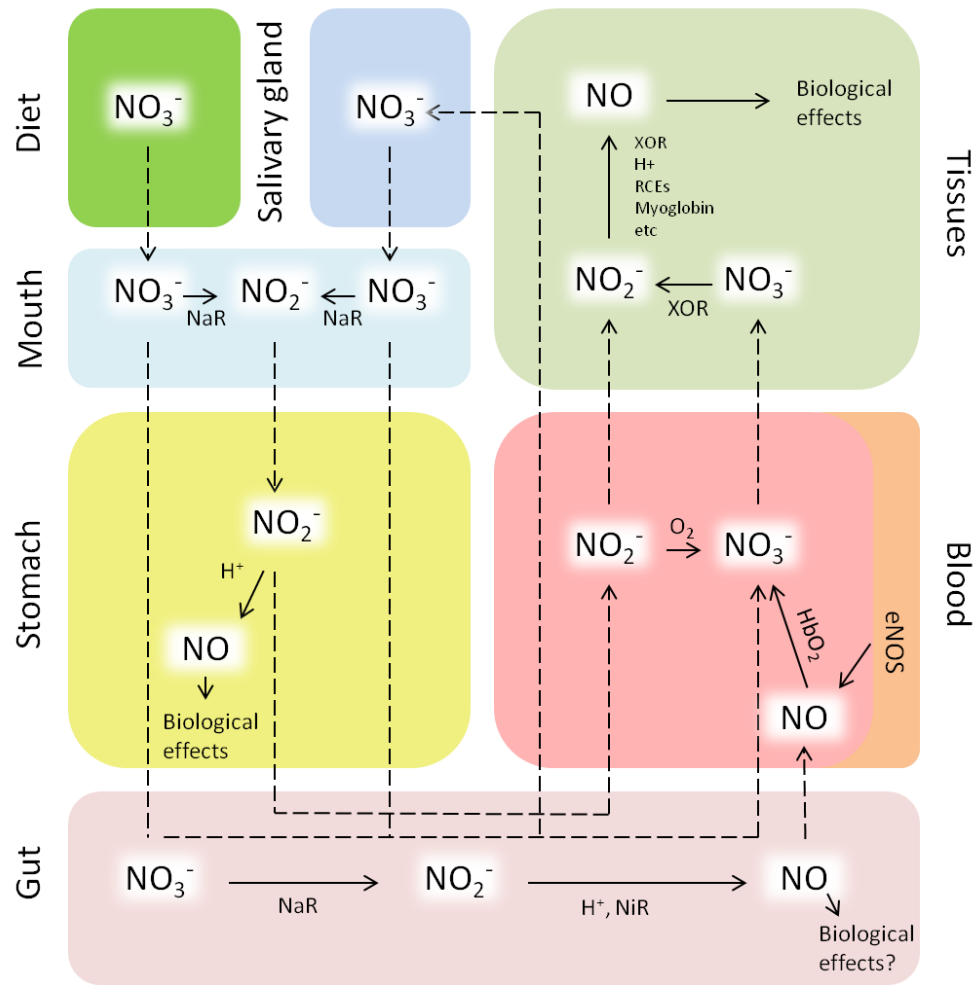 Diet
NO₃⁻
Salivary gland
NO₃⁻
Mouth
NO₃⁻
NaR
NO₂⁻
NaR
NO₃⁻
Stomach
NO₂⁻
H⁺
NO
Biological
effects
Tissues
NO
Biological
effects
XOR
H+
RCEs
Myoglobin
etc
NO₂⁻
XOR
NO₃⁻
Blood
NO₂⁻
O₂
NO₃⁻
HbO₂
eNOS
NO
Gut
NO₃⁻
NaR
NO₂⁻
H⁺, NiR
NO
Biological
effects?